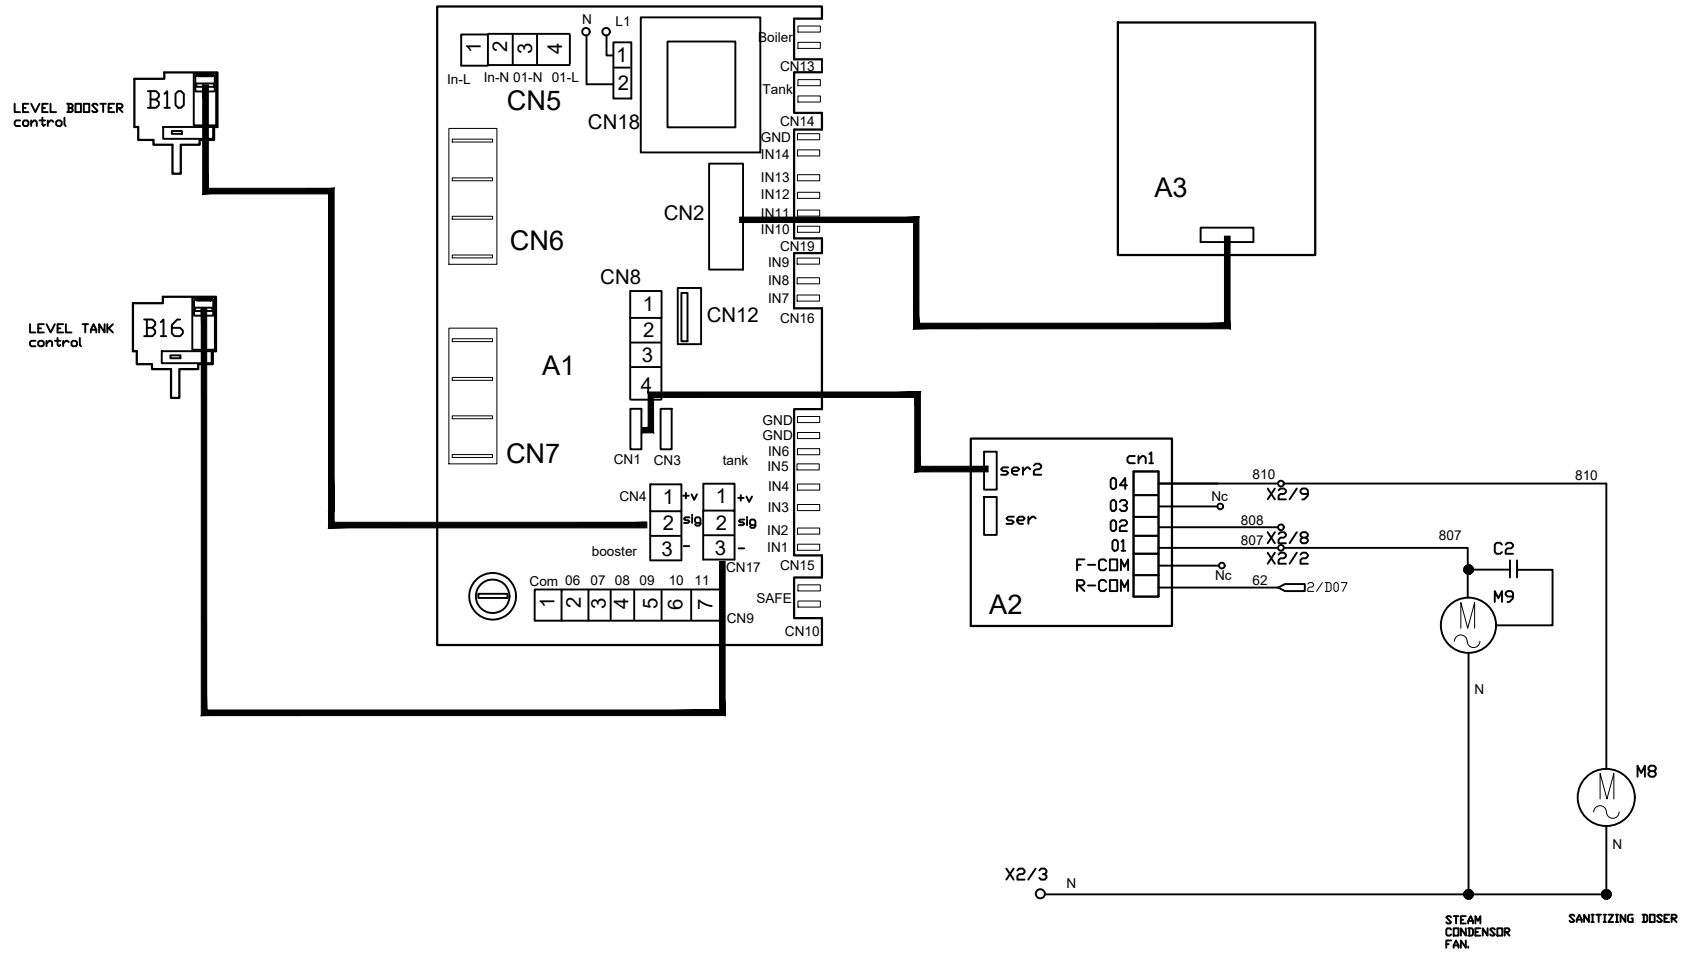 LEVEL BOOSTER
control
B10
LEVEL TANK
control
B16
1 2 3 4
In-L In-N 01-N 01-L
CN5
N L1
1
2
CN18
CN6
CN7
A1
CN2
CN8
1
2
3
4
CN12
CN1 CN3
tank
CN4
1 +v
2 sig
3 -
booster
1 +v
2 sig
3 -
CN17
Com 06 07 08 09 10 11
1 2 3 4 5 6 7
CN9
Boiler
CN13
Tank
CN14
GND
IN14
IN13
IN12
IN11
IN10
CN19
IN9
IN8
IN7
CN16
GND
GND
IN6
IN5
IN4
IN3
IN2
IN1
CN15
SAFE
CN10
A3
ser2
ser
A2
cn1
04
03
02
01
F-COM
R-COM
810
X2/9
810
Nc
808
X2/8
807
X2/2
807
Nc
62
2/D07
C2
M9
M
N
M8
M
N
X2/3
N
STEAM
CONDENSOR
FAN.
SANITIZING DOSER